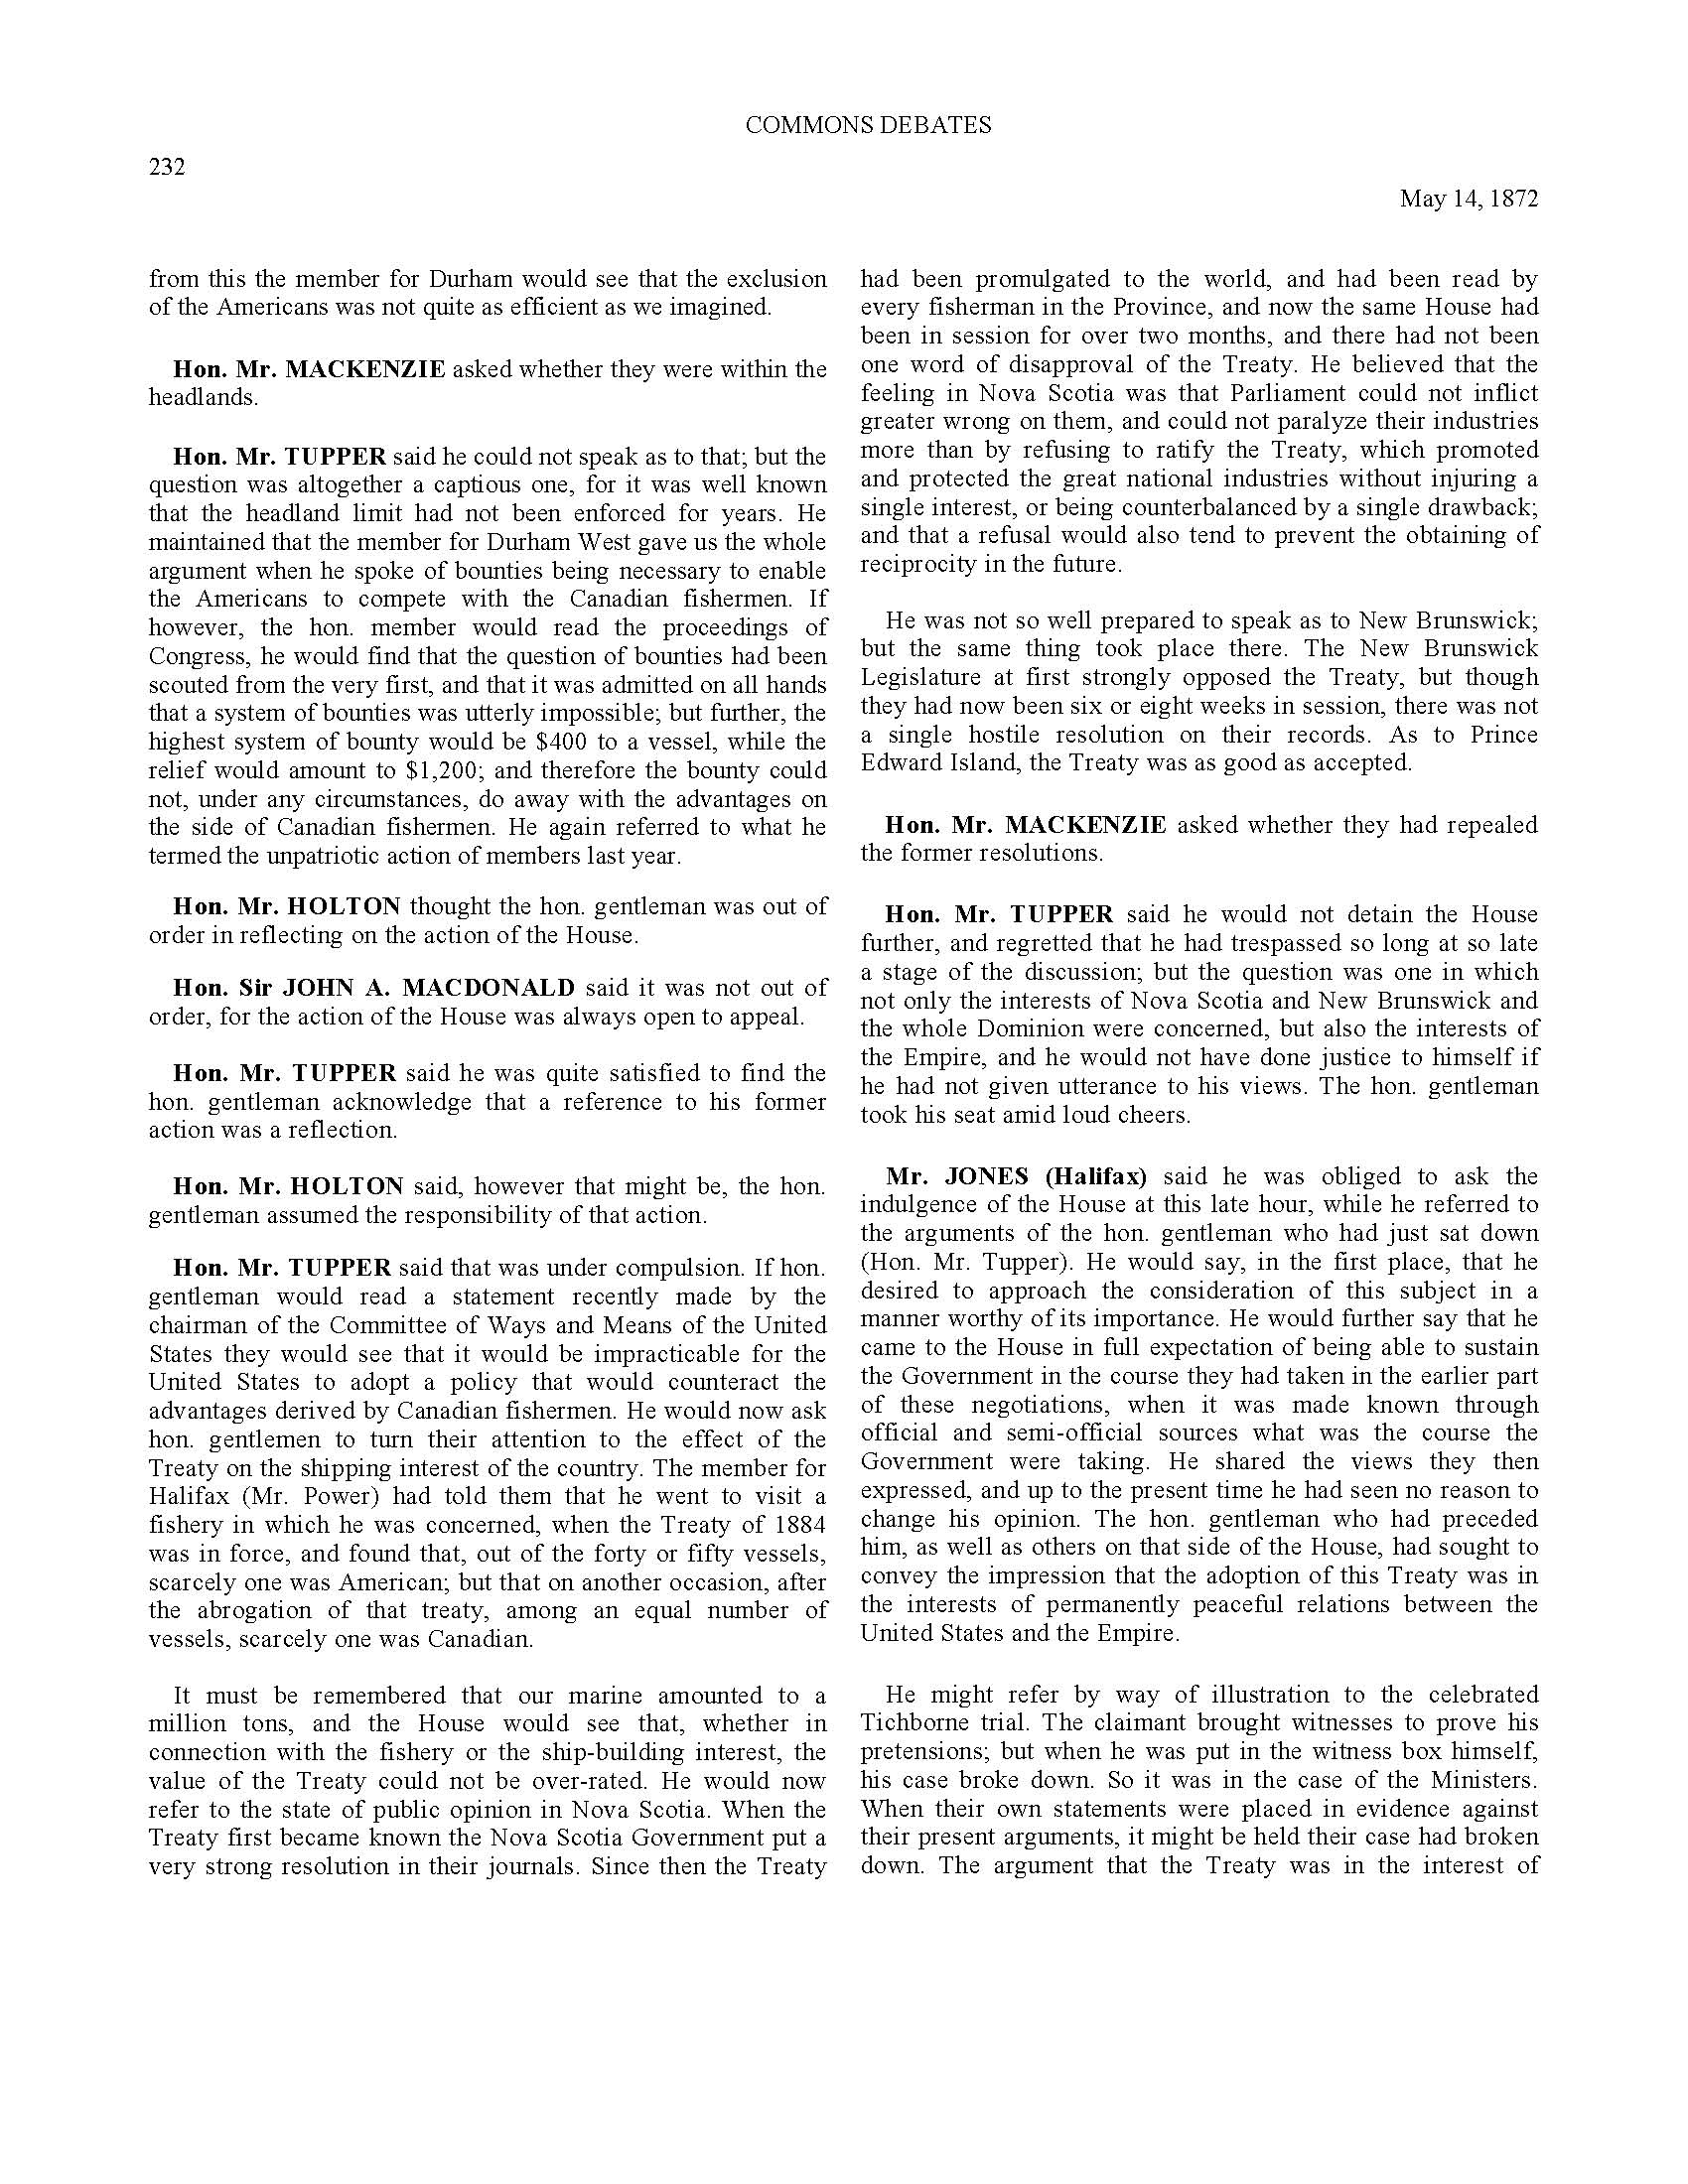 COMMONS DEBATES
232
May 14, 1872
from this the member for Durham would see that the exclusion
of the Americans was not quite as efficient as we imagined.
Hon. Mr. MACKENZIE asked whether they were within the
headlands.
Hon. Mr. TUPPER said he could not speak as to that; but the
question was altogether a captious one, for it was well known
that the headland limit had not been enforced for years. He
maintained that the member for Durham West gave us the whole
argument when he spoke of bounties being necessary to enable
the Americans to compete with the Canadian fishermen. If
however, the hon. member would read the proceedings of
Congress, he would find that the question of bounties had been
scouted from the very first, and that it was admitted on all hands
that a system of bounties was utterly impossible; but further, the
highest system of bounty would be $400 to a vessel, while the
relief would amount to $1,200; and therefore the bounty could
not, under any circumstances, do away with the advantages on
the side of Canadian fishermen. He again referred to what he
termed the unpatriotic action of members last year.
Hon. Mr. HOLTON thought the hon. gentleman was out of
order in reflecting on the action of the House.
Hon. Sir JOHN A. MACDONALD said it was not out of
order, for the action of the House was always open to appeal.
Hon. Mr. TUPPER said he was quite satisfied to find the
hon. gentleman acknowledge that a reference to his former
action was a reflection.
Hon. Mr. HOLTON said, however that might be, the hon.
gentleman assumed the responsibility of that action.
Hon. Mr. TUPPER said that was under compulsion. If hon.
gentleman would read a statement recently made by the
chairman of the Committee of Ways and Means of the United
States they would see that it would be impracticable for the
United States to adopt a policy that would counteract the
advantages derived by Canadian fishermen. He would now ask
hon. gentlemen to turn their attention to the effect of the
Treaty on the shipping interest of the country. The member for
Halifax (Mr. Power) had told them that he went to visit a
fishery in which he was concerned, when the Treaty of 1884
was in force, and found that, out of the forty or fifty vessels,
scarcely one was American; but that on another occasion, after
the abrogation of that treaty, among an equal number of
vessels, scarcely one was Canadian.
It must be remembered that our marine amounted to a
million tons, and the House would see that, whether in
connection with the fishery or the ship-building interest, the
value of the Treaty could not be over-rated. He would now
refer to the state of public opinion in Nova Scotia. When the
Treaty first became known the Nova Scotia Government put a
very strong resolution in their journals. Since then the Treaty
had been promulgated to the world, and had been read by
every fisherman in the Province, and now the same House had
been in session for over two months, and there had not been
one word of disapproval of the Treaty. He believed that the
feeling in Nova Scotia was that Parliament could not inflict
greater wrong on them, and could not paralyze their industries
more than by refusing to ratify the Treaty, which promoted
and protected the great national industries without injuring a
single interest, or being counterbalanced by a single drawback;
and that a refusal would also tend to prevent the obtaining of
reciprocity in the future.
He was not so well prepared to speak as to New Brunswick;
but the same thing took place there. The New Brunswick
Legislature at first strongly opposed the Treaty, but though
they had now been six or eight weeks in session, there was not
a single hostile resolution on their records. As to Prince
Edward Island, the Treaty was as good as accepted.
Hon. Mr. MACKENZIE asked whether they had repealed
the former resolutions.
Hon. Mr. TUPPER said he would not detain the House
further, and regretted that he had trespassed so long at so late
a stage of the discussion; but the question was one in which
not only the interests of Nova Scotia and New Brunswick and
the whole Dominion were concerned, but also the interests of
the Empire, and he would not have done justice to himself if
he had not given utterance to his views. The hon. gentleman
took his seat amid loud cheers.
Mr. JONES (Halifax) said he was obliged to ask the
indulgence of the House at this late hour, while he referred to
the arguments of the hon. gentleman who had just sat down
(Hon. Mr. Tupper). He would say, in the first place, that he
desired to approach the consideration of this subject in a
manner worthy of its importance. He would further say that he
came to the House in full expectation of being able to sustain
the Government in the course they had taken in the earlier part
of these negotiations, when it was made known through
official and semi-official sources what was the course the
Government were taking. He shared the views they then
expressed, and up to the present time he had seen no reason to
change his opinion. The hon. gentleman who had preceded
him, as well as others on that side of the House, had sought to
convey the impression that the adoption of this Treaty was in
the interests of permanently peaceful relations between the
United States and the Empire.
He might refer by way of illustration to the celebrated
Tichborne trial. The claimant brought witnesses to prove his
pretensions; but when he was put in the witness box himself,
his case broke down. So it was in the case of the Ministers.
When their own statements were placed in evidence against
their present arguments, it might be held their case had broken
down. The argument that the Treaty was in the interest of